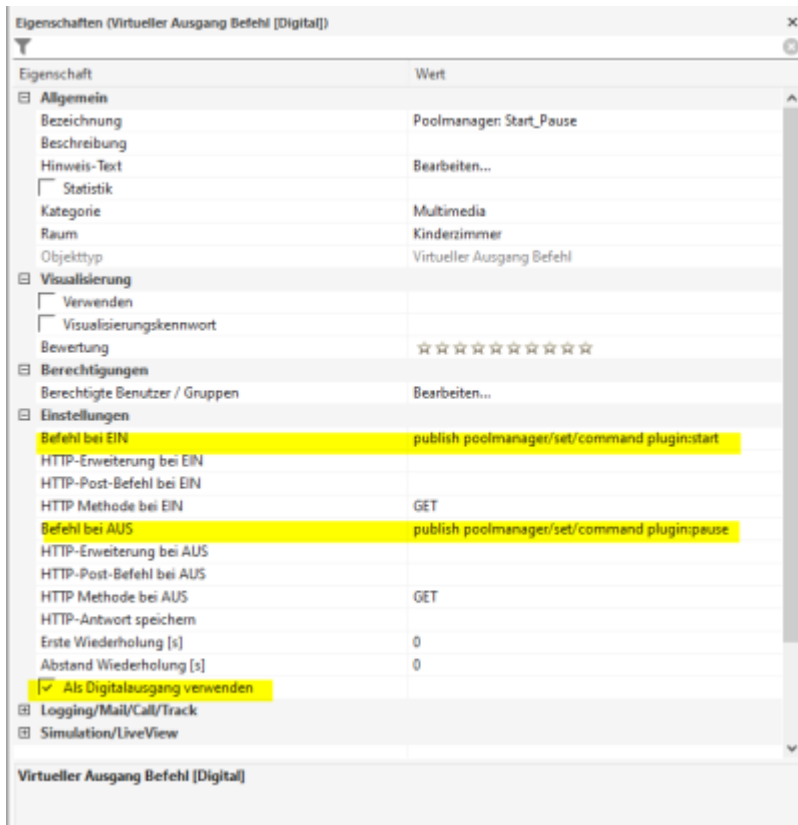 Eigenschaften (Virtueller Ausgang Befehl [Digital])
Eigenschaft Wert
Allgemein
Bezeichnung Poolmanager: Start_Pause
Beschreibung
Hinweis-Text Bearbeiten...
Statistik
Kategorie Multimedia
Raum Kinderzimmer
Objekttyp Virtueller Ausgang Befehl
Visualisierung
Verwenden
Visualisierungskennwort
Bewertung
Berechtigungen
Berechtigte Benutzer / Gruppen Bearbeiten...
Einstellungen
Befehl bei EIN publish poolmanager/set/command plugin:start
HTTP-Erweiterung bei EIN
HTTP-Post-Befehl bei EIN
HTTP Methode bei EIN GET
Befehl bei AUS publish poolmanager/set/command plugin:pause
HTTP-Erweiterung bei AUS
HTTP-Post-Befehl bei AUS
HTTP Methode bei AUS GET
HTTP-Antwort speichern
Erste Wiederholung [s] 0
Abstand Wiederholung [s] 0
Als Digitalausgang verwenden
Logging/Mail/Call/Track
Simulation/LiveView
Virtueller Ausgang Befehl [Digital]